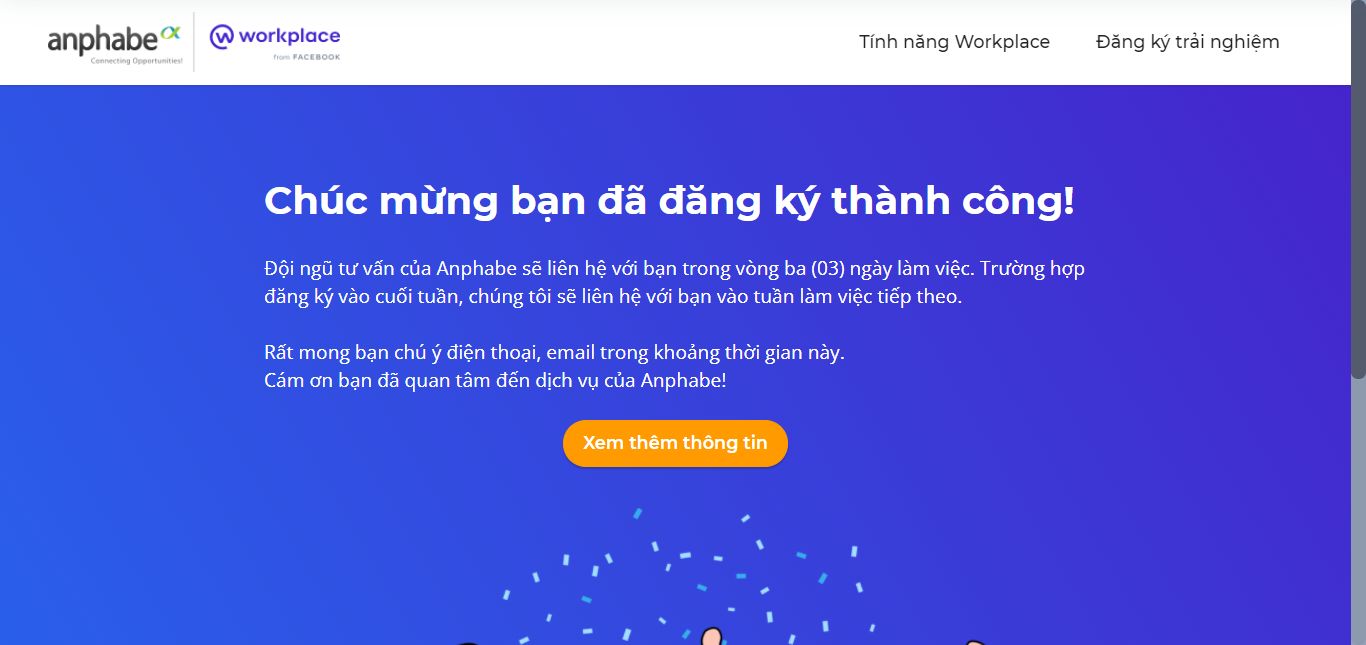 anphabe
Connecting Opportunities!
workplace
from FACEBOOK
Tính năng Workplace
Đăng ký trải nghiệm
Chúc mừng bạn đã đăng ký thành công!
Đội ngũ tư vấn của Anphabe sẽ liên hệ với bạn trong vòng ba (03) ngày làm việc. Trường hợp
đăng ký vào cuối tuần, chúng tôi sẽ liên hệ với bạn vào tuần làm việc tiếp theo.
Rất mong bạn chú ý điện thoại, email trong khoảng thời gian này.
Cám ơn bạn đã quan tâm đến dịch vụ của Anphabe!
Xem thêm thông tin